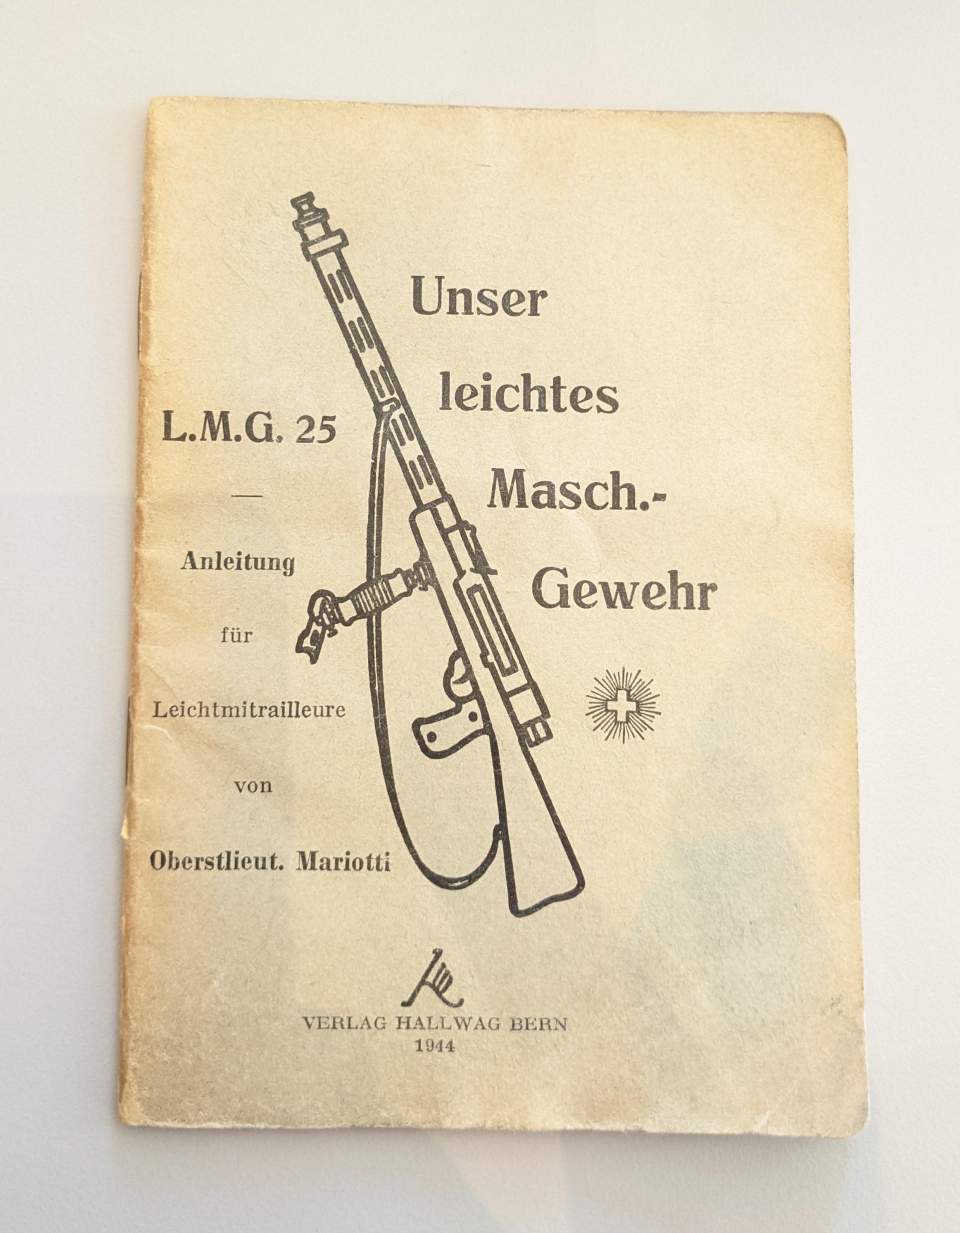 Unser
leichtes
Masch.-
Gewehr
L.M.G. 25
Anleitung
für
Leichtmitrailleure
von
Oberstlieut. Mariotti
VERLAG HALLWAG BERN
1944